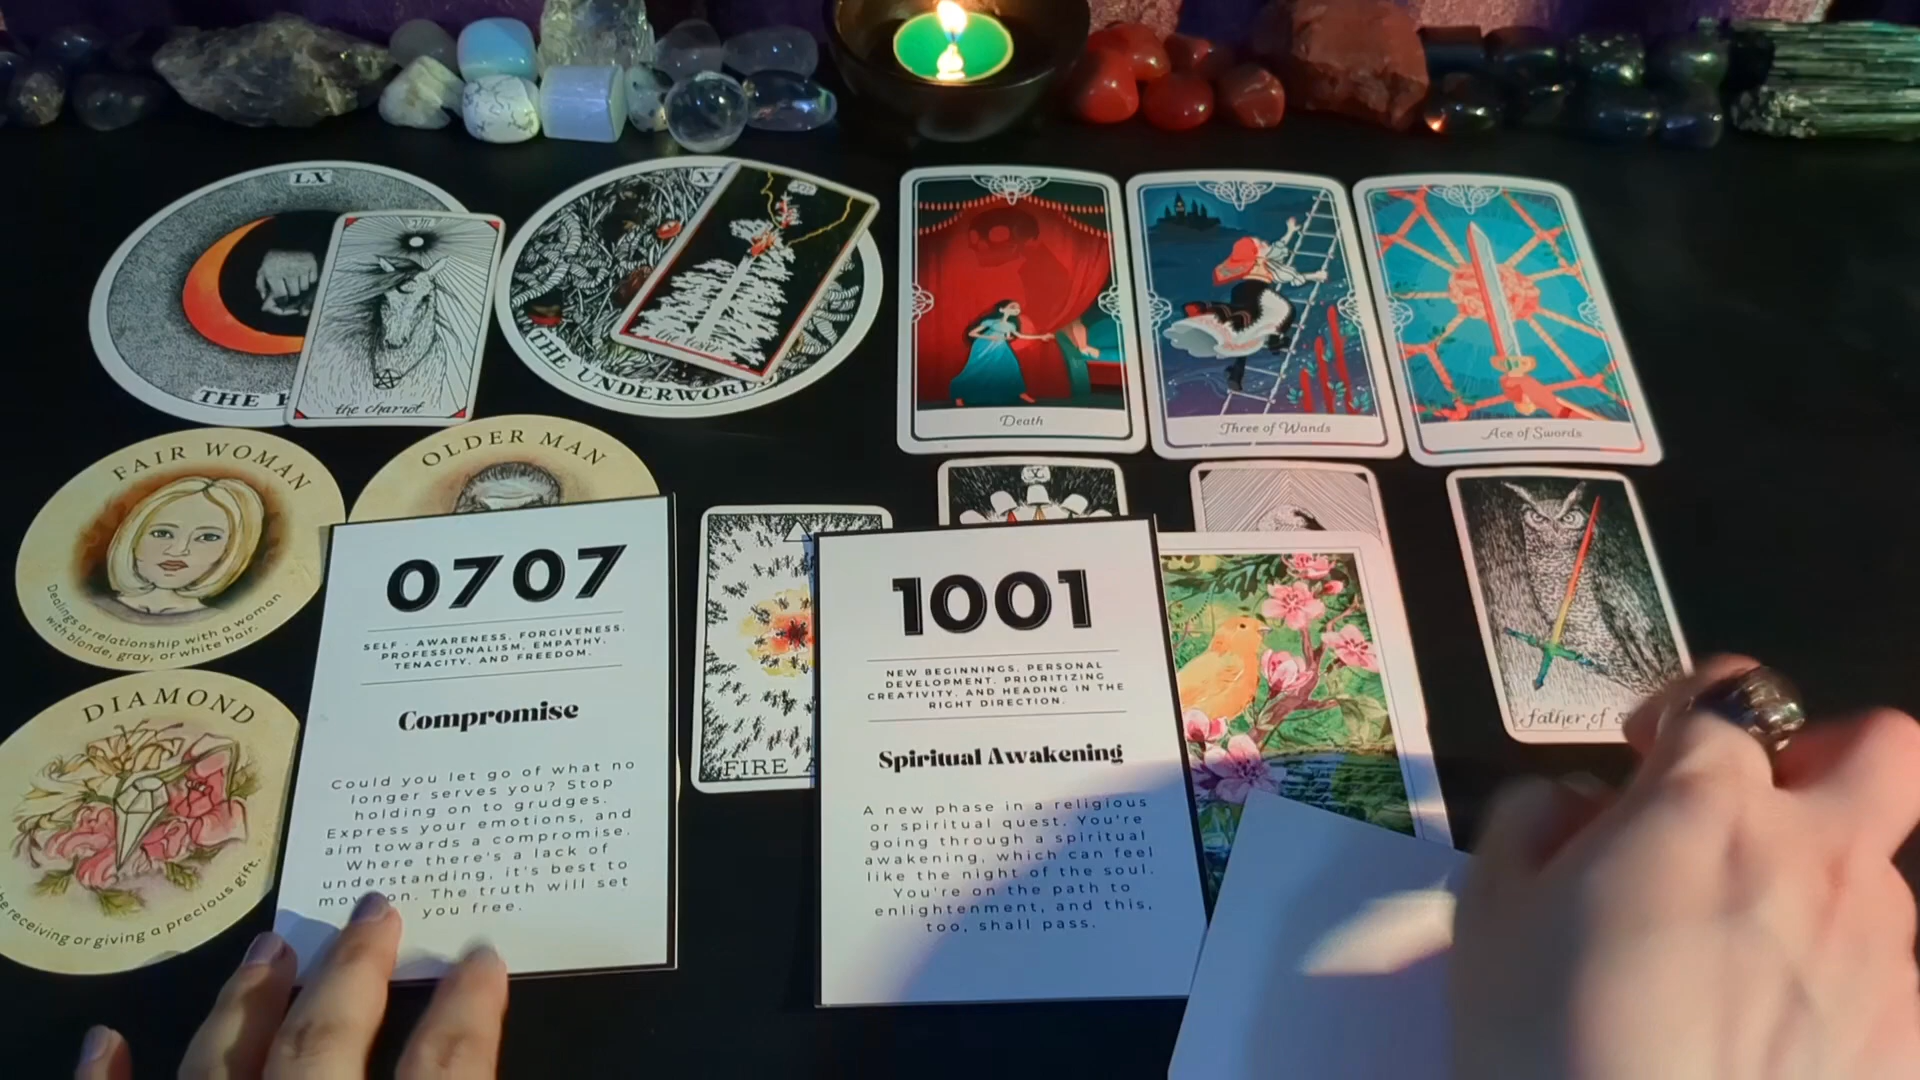 LX
THE
VII
the chariot
XVI
the tower
THE UNDERWORLD
Death
Three of Wands
Ace of Swords
FAIR WOMAN
Dealings or relationship with a woman
with blonde, gray, or white hair.
OLDER MAN
DIAMOND
receiving or giving a precious gift.
0707
SELF - AWARENESS, FORGIVENESS,
PROFESSIONALISM, EMPATHY,
TENACITY, AND FREEDOM.
Compromise
Could you let go of what no
longer serves you? Stop
holding on to grudges.
Express your emotions, and
aim towards a compromise.
Where there's a lack of
understanding, it's best to
move on. The truth will set
you free.
FIRE
X
1001
NEW BEGINNINGS, PERSONAL
DEVELOPMENT, PRIORITIZING
CREATIVITY, AND HEADING IN THE
RIGHT DIRECTION.
Spiritual Awakening
A new phase in a religious
or spiritual quest. You're
going through a spiritual
awakening, which can feel
like the night of the soul.
You're on the path to
enlightenment, and this,
too, shall pass.
father of